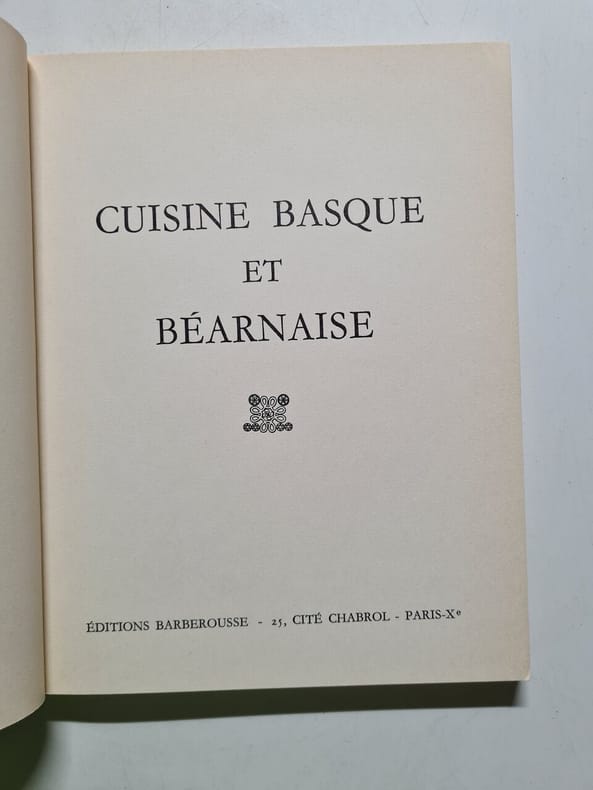 CUISINE BASQUE
ET
BÉARNAISE
ÉDITIONS BARBEROUSSE - 25, CITÉ CHABROL - PARIS-Xe